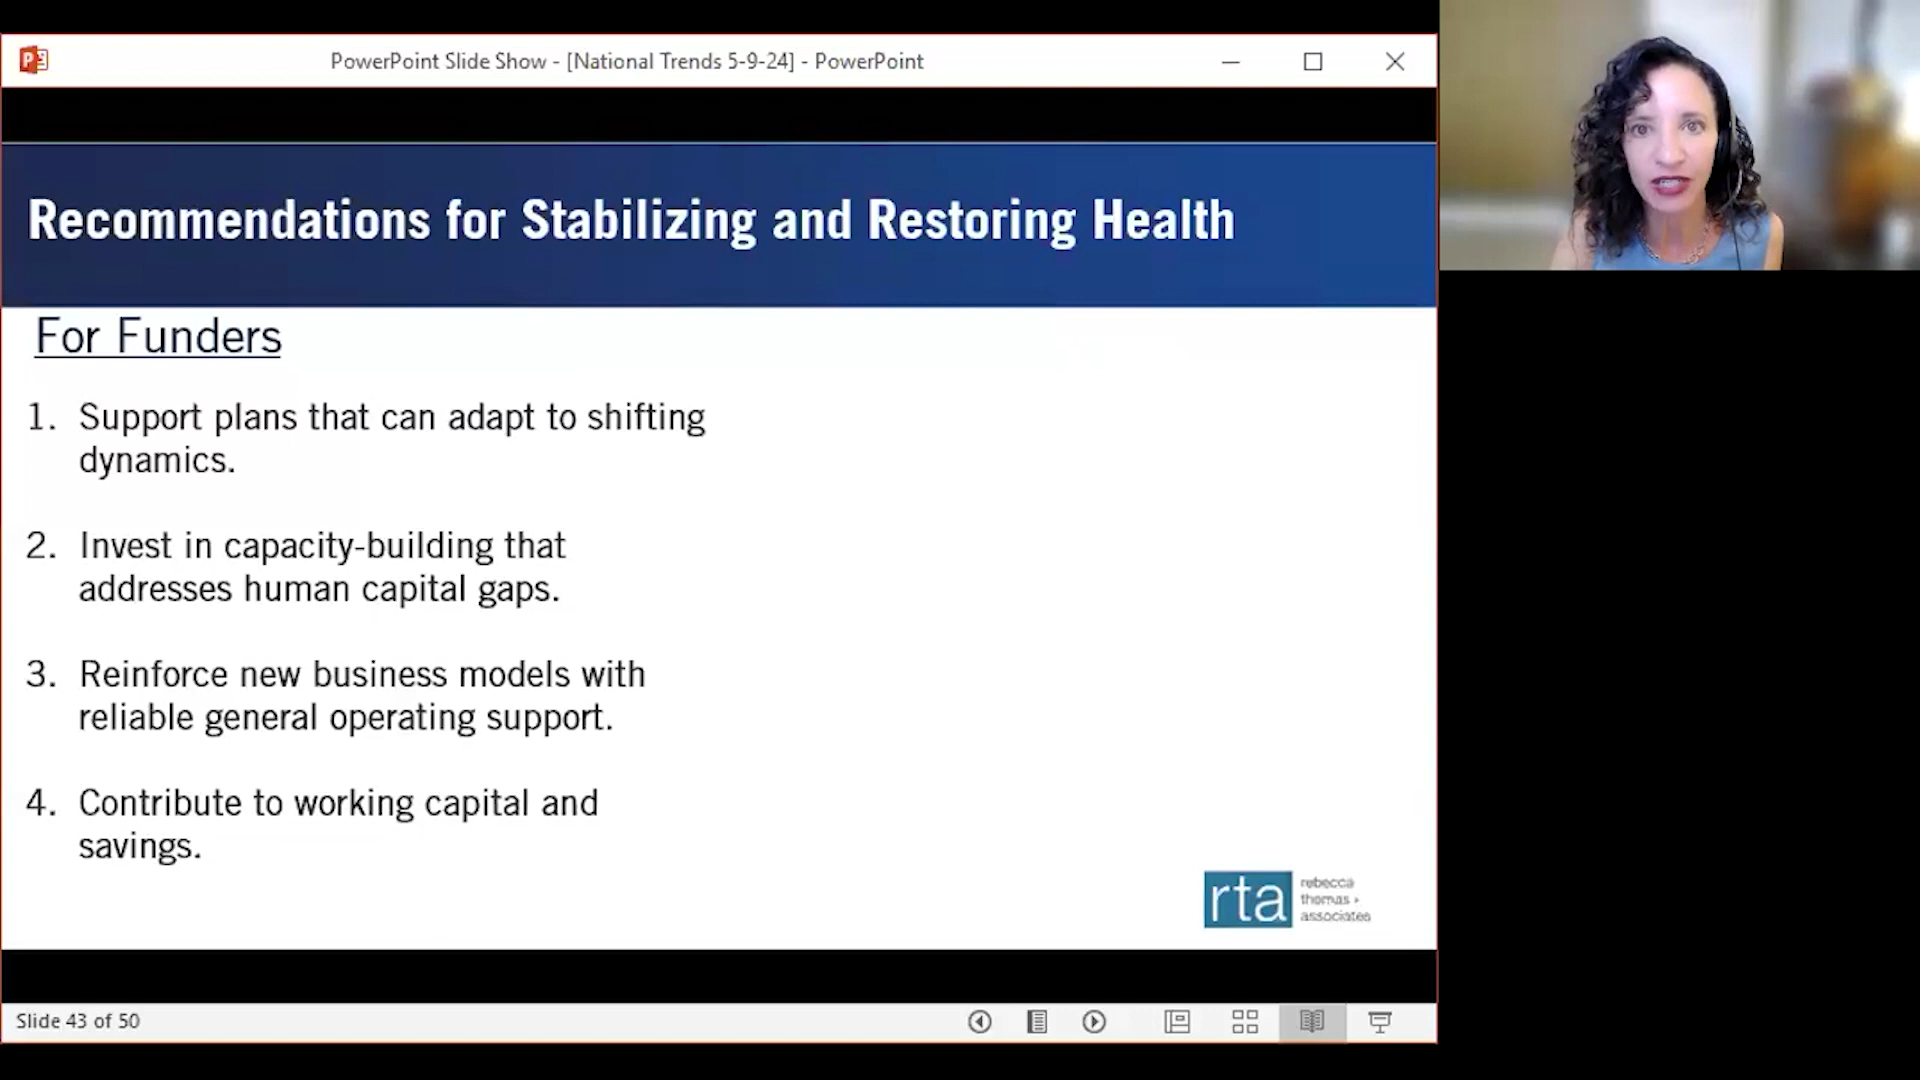 PowerPoint Slide Show - [National Trends 5-9-24] - PowerPoint
Recommendations for Stabilizing and Restoring Health
For Funders
1. Support plans that can adapt to shifting
dynamics.
2. Invest in capacity-building that
addresses human capital gaps.
3. Reinforce new business models with
reliable general operating support.
4. Contribute to working capital and
savings.
rta
rebecca
thomas +
associates
Slide 43 of 50